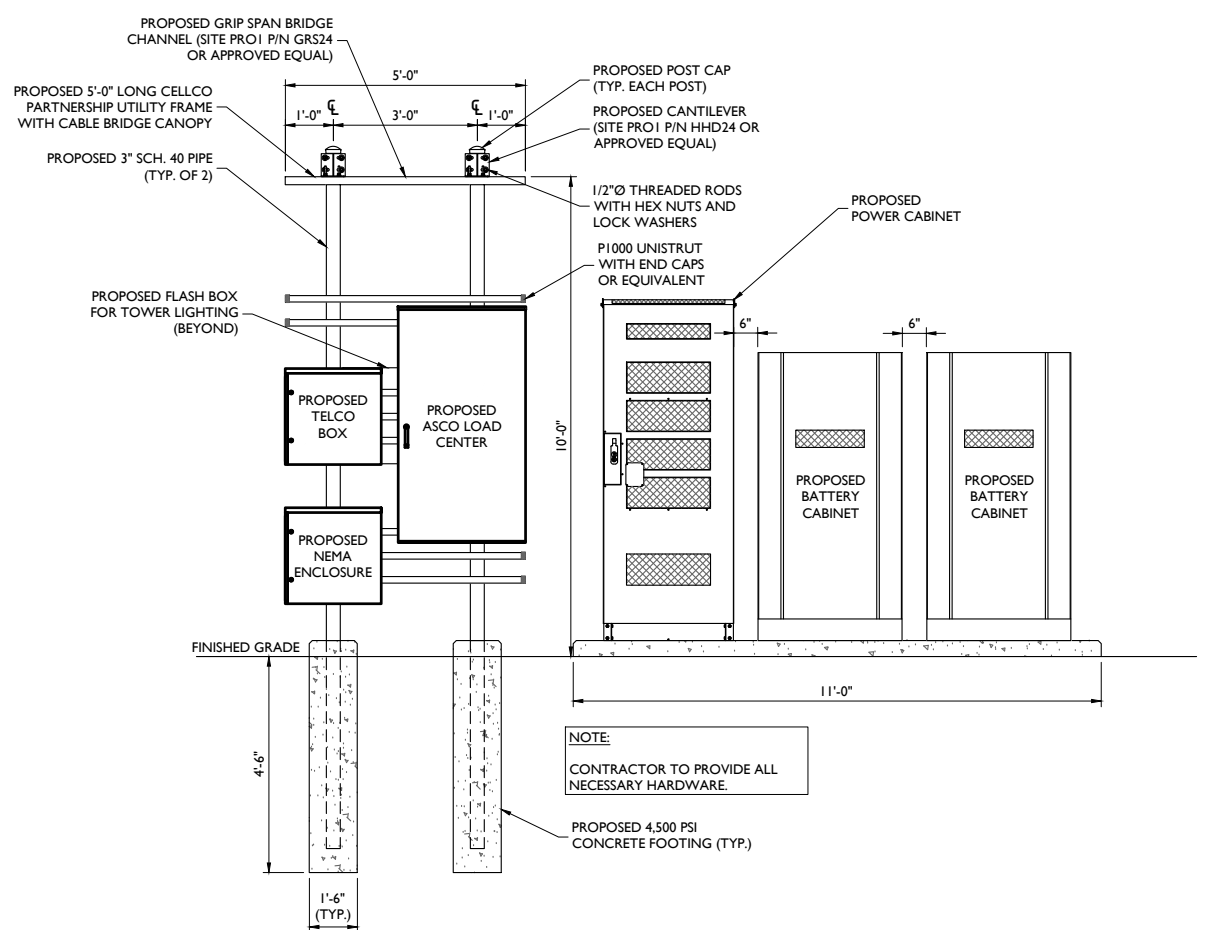 PROPOSED GRIP SPAN BRIDGE
CHANNEL (SITE PRO1 P/N GRS24
OR APPROVED EQUAL)
5'-0"
PROPOSED 5'-0" LONG CELLCO
PARTNERSHIP UTILITY FRAME
WITH CABLE BRIDGE CANOPY
1'-0"
℄
3'-0"
℄
1'-0"
PROPOSED POST CAP
(TYP. EACH POST)
PROPOSED CANTILEVER
(SITE PRO1 P/N HHD24 OR
APPROVED EQUAL)
PROPOSED 3" SCH. 40 PIPE
(TYP. OF 2)
1/2"Ø THREADED RODS
WITH HEX NUTS AND
LOCK WASHERS
PROPOSED
POWER CABINET
P1000 UNISTRUT
WITH END CAPS
OR EQUIVALENT
PROPOSED FLASH BOX
FOR TOWER LIGHTING
(BEYOND)
6"
6"
PROPOSED
TELCO
BOX
PROPOSED
ASCO LOAD
CENTER
10'-0"
PROPOSED
BATTERY
CABINET
PROPOSED
BATTERY
CABINET
PROPOSED
NEMA
ENCLOSURE
FINISHED GRADE
11'-0"
4'-6"
NOTE:
CONTRACTOR TO PROVIDE ALL
NECESSARY HARDWARE.
PROPOSED 4,500 PSI
CONCRETE FOOTING (TYP.)
1'-6"
(TYP.)